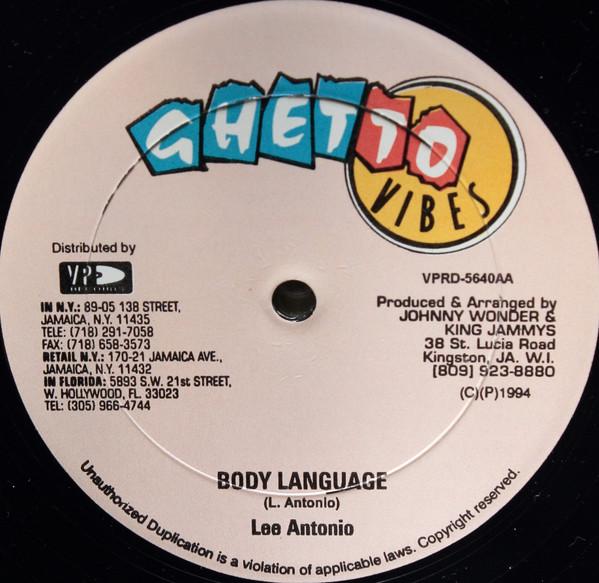 GHETTO
VIBES
Distributed by
VP
RECORDS
IN N.Y.: 89-05 138 STREET,
JAMAICA, N.Y. 11435
TELE: (718) 291-7058
FAX: (718) 658-3573
RETAIL N.Y.: 170-21 JAMAICA AVE.,
JAMAICA, N.Y. 11432
IN FLORIDA: 5893 S.W. 21st STREET,
W. HOLLYWOOD, FL. 33023
TEL: (305) 966-4744
VPRD-5640AA
Produced & Arranged by
JOHNNY WONDER &
KING JAMMYS
38 St. Lucia Road
Kingston, JA. W.I.
[809] 923-8880
(C)(P)1994
BODY LANGUAGE
(L. Antonio)
Lee Antonio
Unauthorized Duplication is a violation of applicable laws. Copyright reserved.